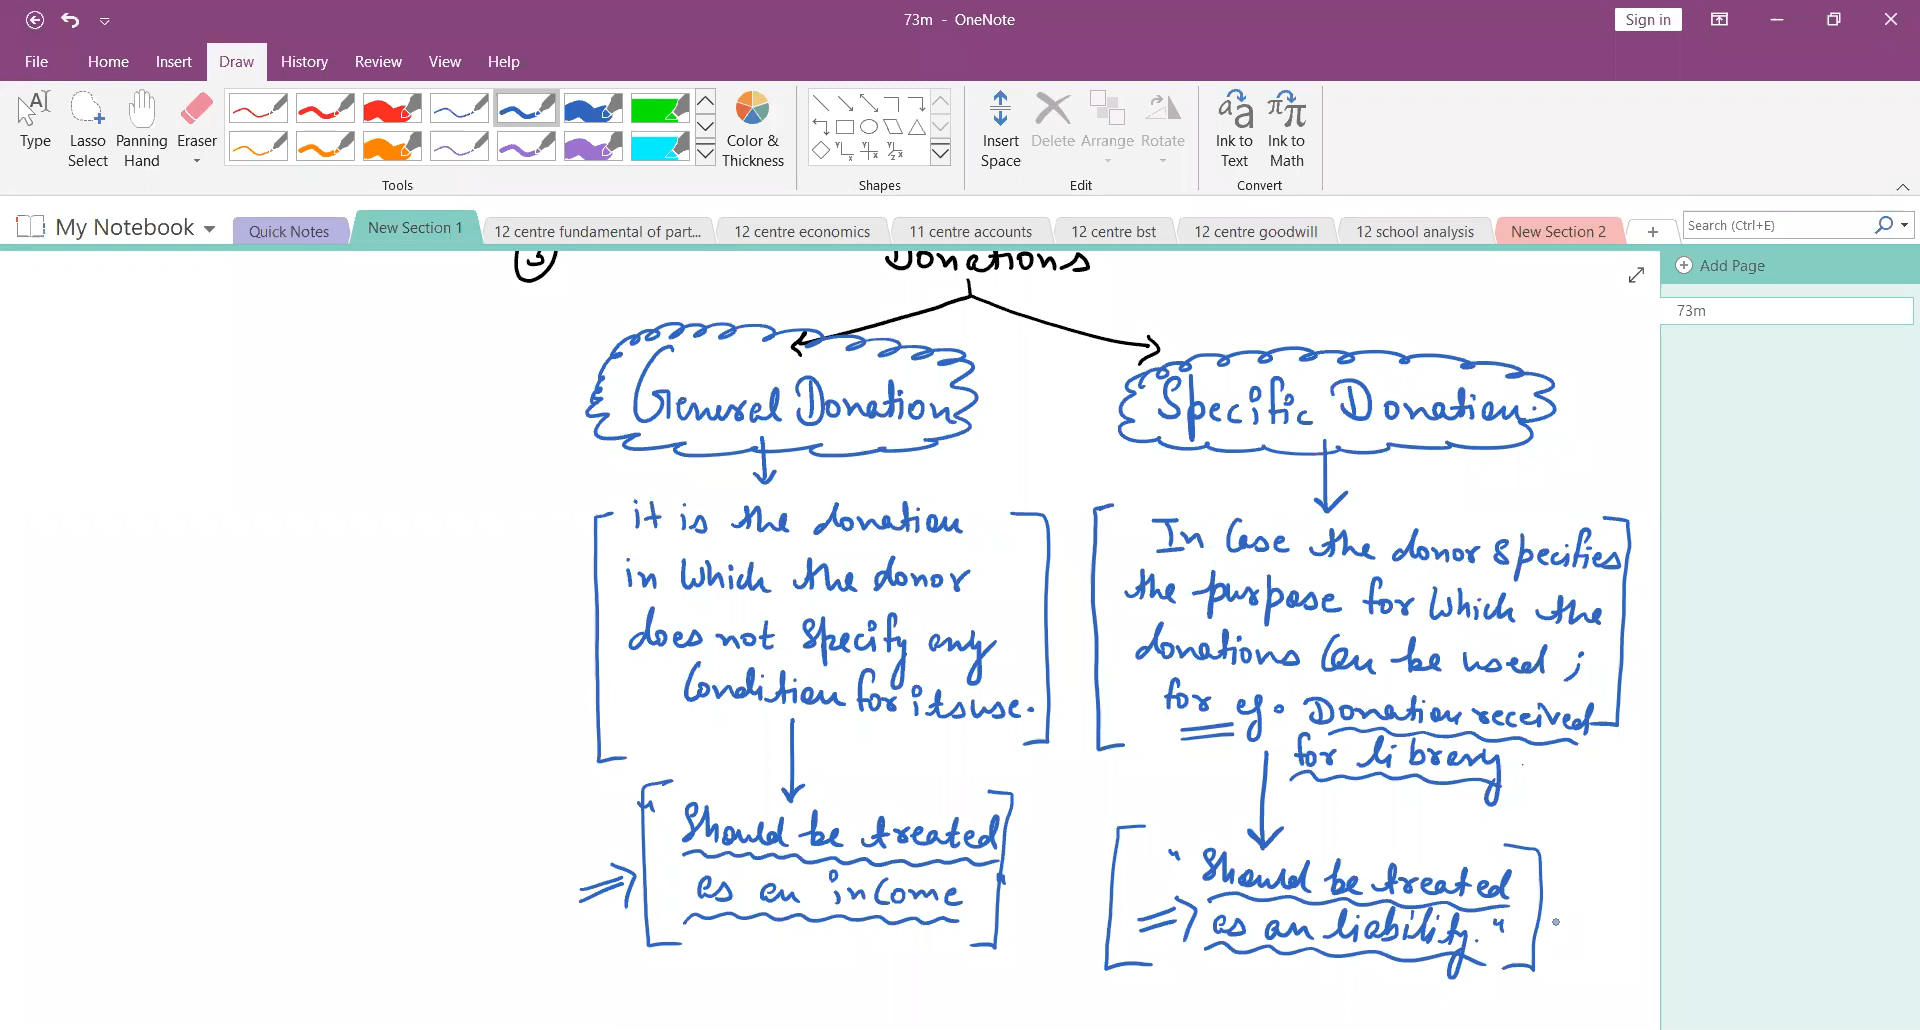 73m - OneNote
Sign in
File Home Insert Draw History Review View Help
Type
Lasso Select
Panning Hand
Eraser
Color & Thickness
Insert Space
Delete
Arrange
Rotate
Ink to Text
Ink to Math
Tools
Shapes
Edit
Convert
My Notebook
Quick Notes
New Section 1
12 centre fundamental of part...
12 centre economics
11 centre accounts
12 centre bst
12 centre goodwill
12 school analysis
New Section 2
Search (Ctrl+E)
Add Page
73m
3
Donations
General Donation
it is the donation
in which the donor
does not specify any
Condition for its use.
"Should be treated
as an income"
Specific Donation.
In Case the donor specifies
the purpose for which the
donations can be used;
for eg. Donation received
for library
"Should be treated
as an liability."